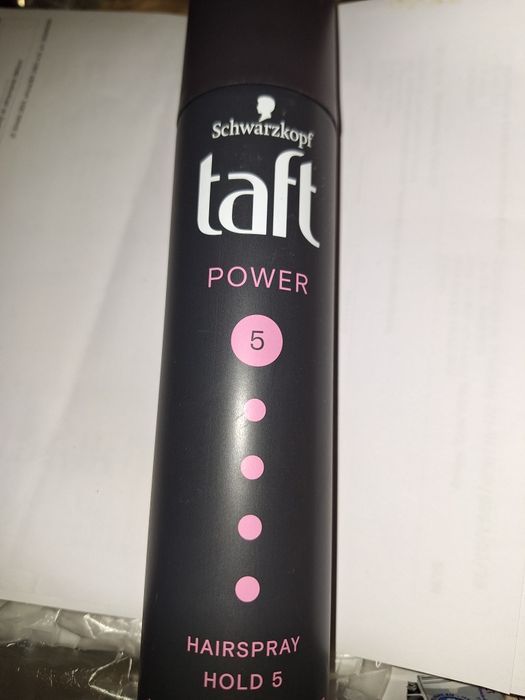 Schwarzkopf
taft
POWER
5
HAIRSPRAY
HOLD 5